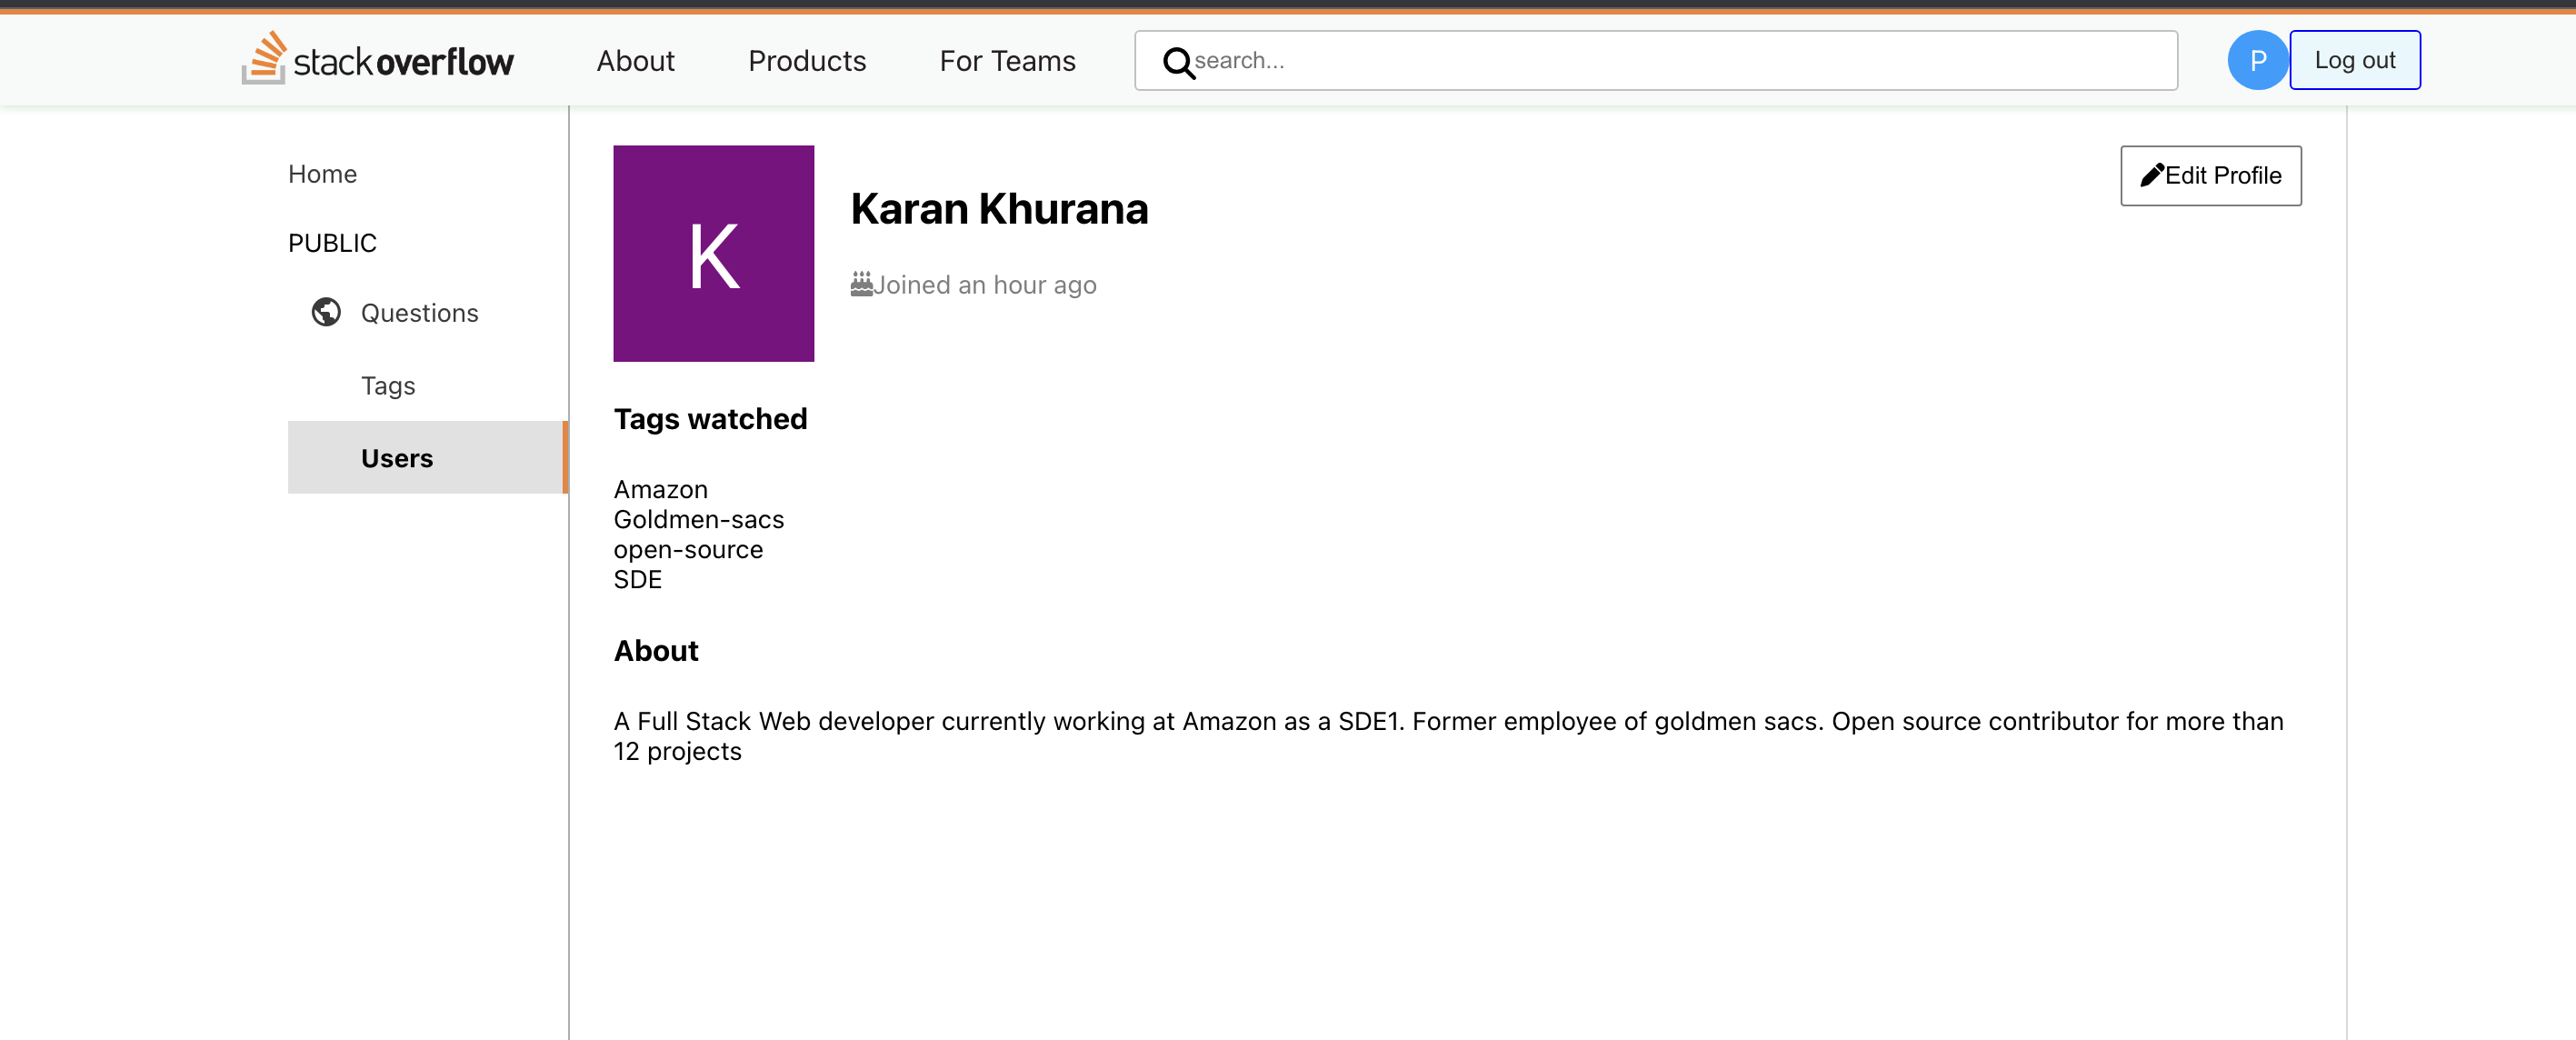 stack overflow
About
Products
For Teams
search...
P
Log out
Home
PUBLIC
Questions
Tags
Users
K
Karan Khurana
Joined an hour ago
Edit Profile
Tags watched
Amazon
Goldmen-sacs
open-source
SDE
About
A Full Stack Web developer currently working at Amazon as a SDE1. Former employee of goldmen sacs. Open source contributor for more than
12 projects